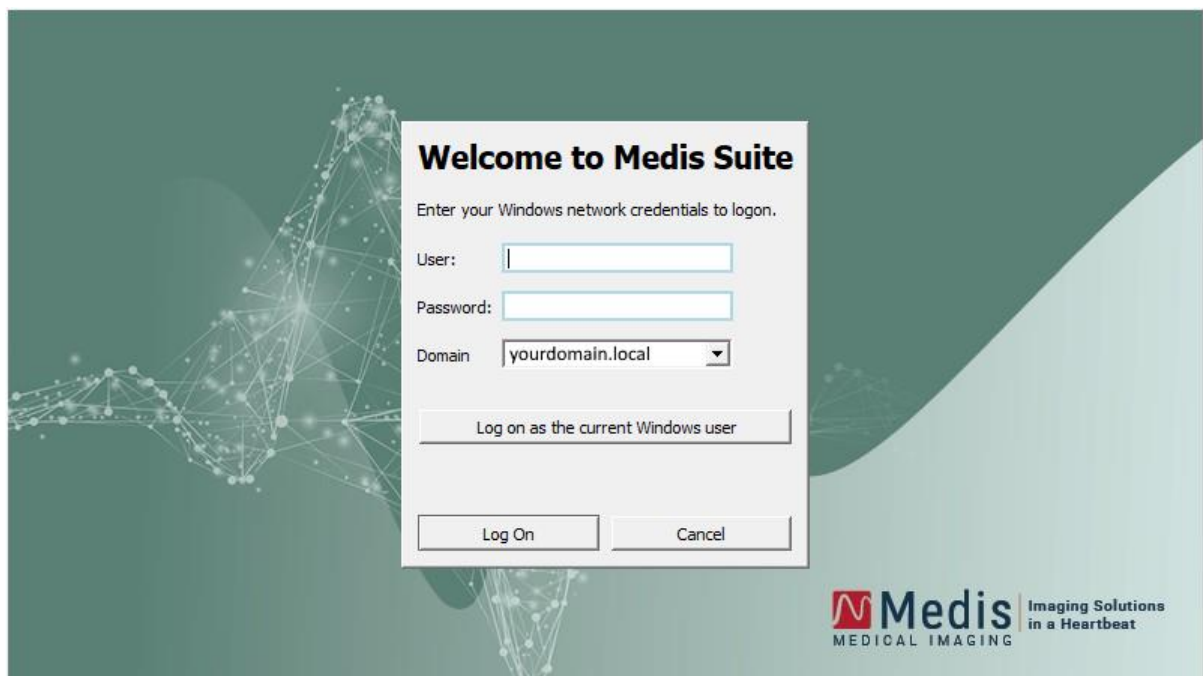 Welcome to Medis Suite
Enter your Windows network credentials to logon.
User:
Password:
Domain yourdomain.local
Log on as the current Windows user
Log On Cancel
Medis
MEDICAL IMAGING
Imaging Solutions
in a Heartbeat